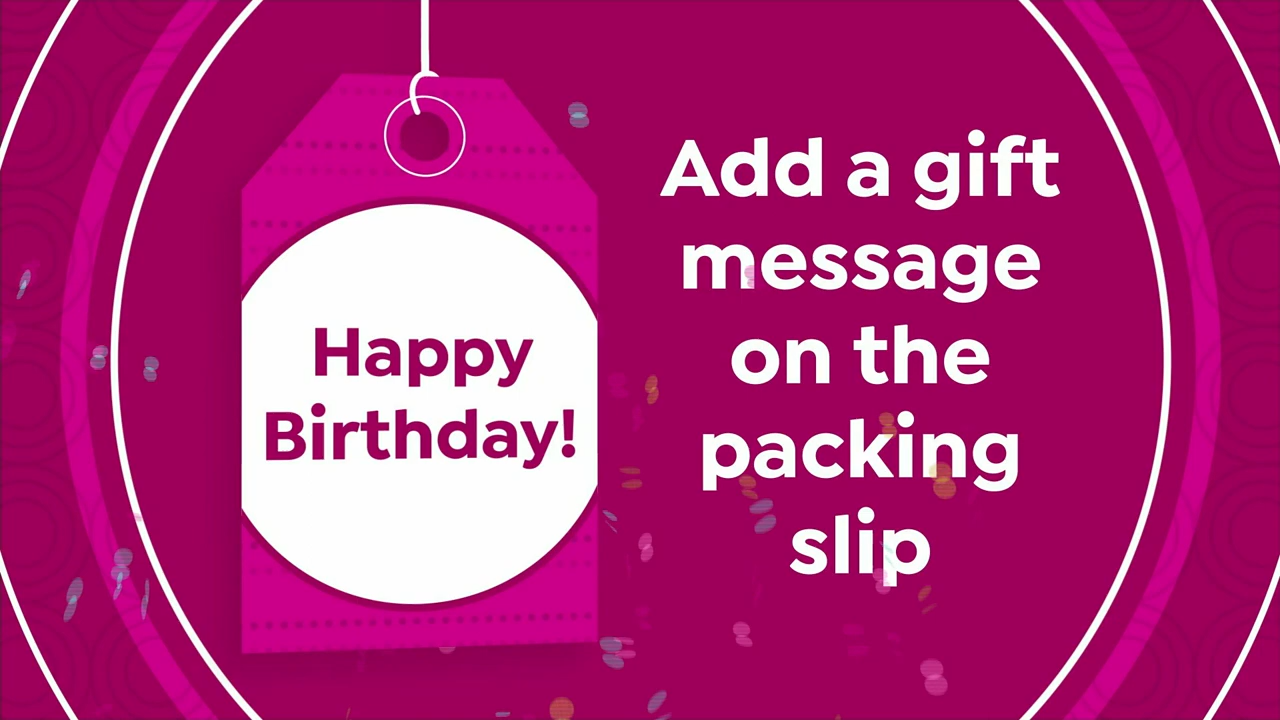 Happy
Birthday!
Add a gift
message
on the
packing
slip